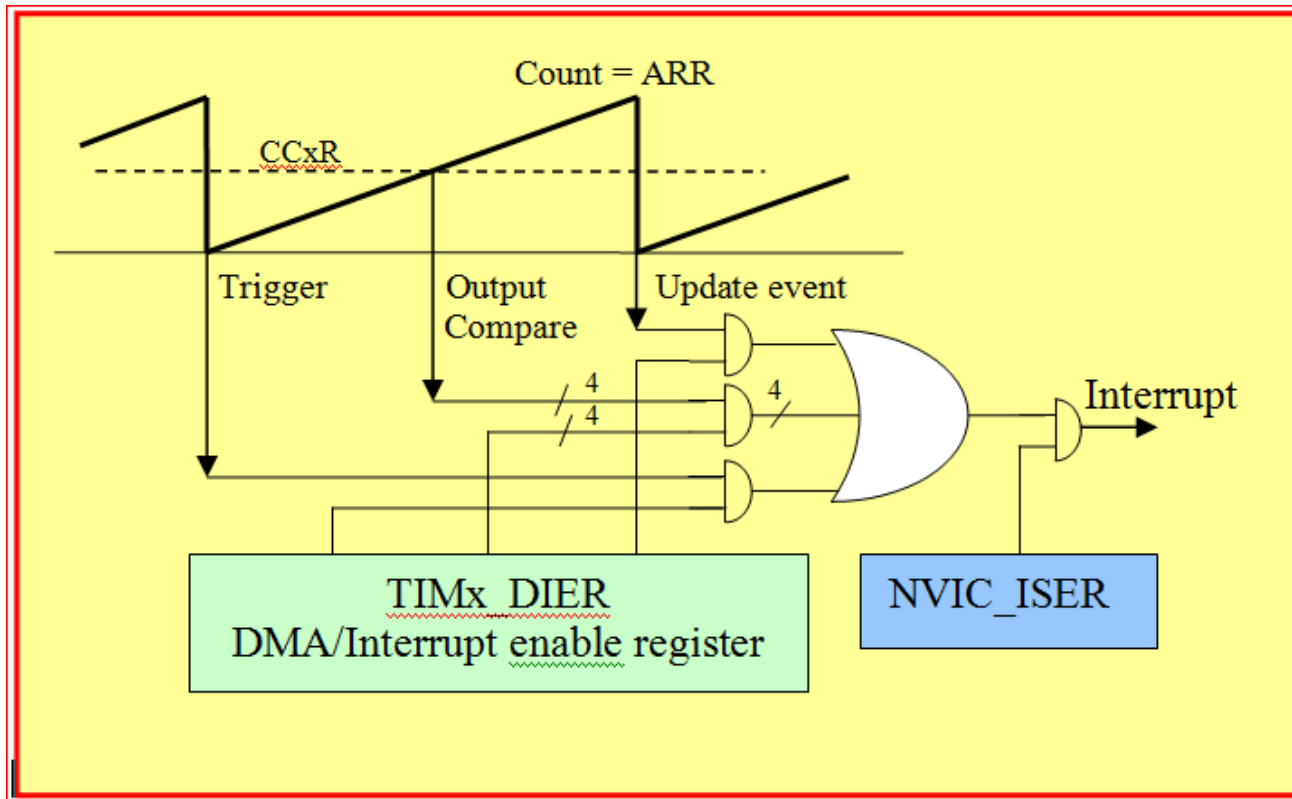 Count = ARR
CCxR
Trigger
Output
Compare
Update event
4
4
4
Interrupt
TIMx_DIER
DMA/Interrupt enable register
NVIC_ISER